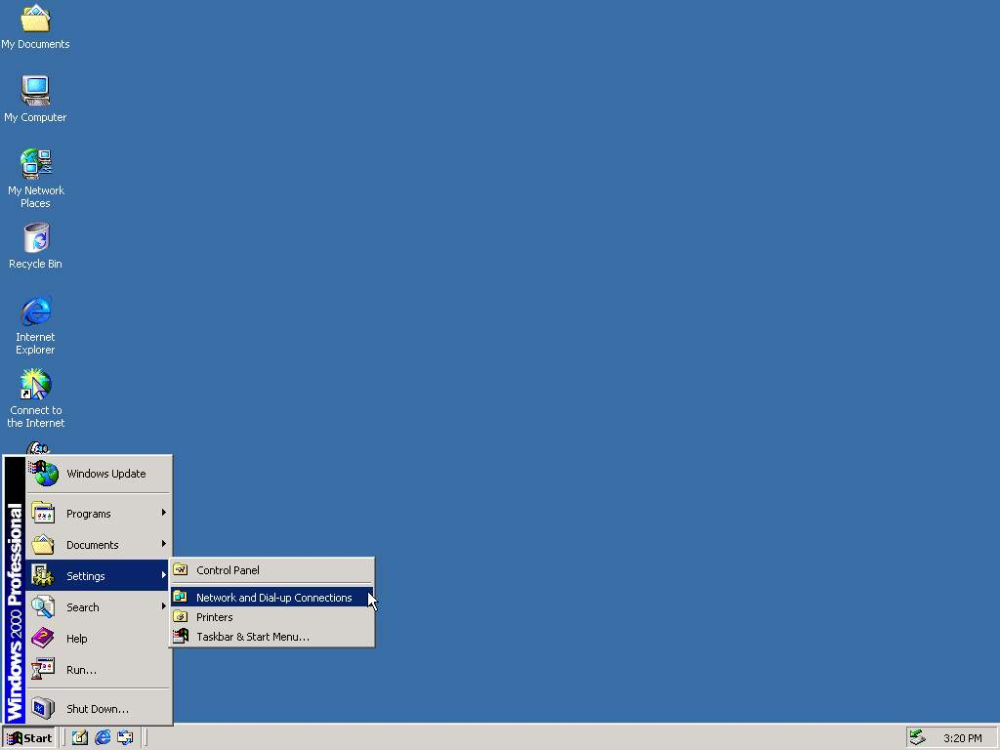 My Documents
My Computer
My Network
Places
Recycle Bin
Internet
Explorer
Connect to
the Internet
Windows 2000 Professional
Windows Update
Programs
Documents
Settings
Search
Help
Run...
Shut Down...
Control Panel
Network and Dial-up Connections
Printers
Taskbar & Start Menu...
Start
3:20 PM